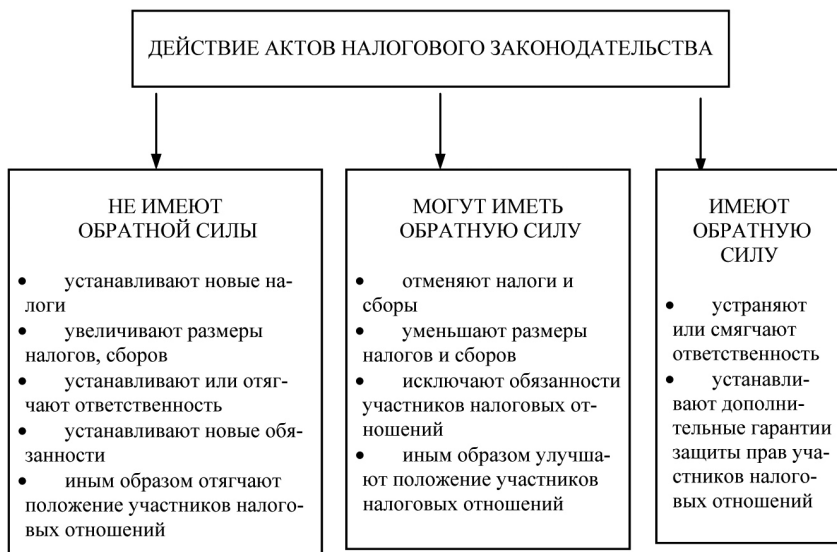 ДЕЙСТВИЕ АКТОВ НАЛОГОВОГО ЗАКОНОДАТЕЛЬСТВА
НЕ ИМЕЮТ
ОБРАТНОЙ СИЛЫ
• устанавливают новые на-
логи
• увеличивают размеры
налогов, сборов
• устанавливают или отяг-
чают ответственность
• устанавливают новые обя-
занности
• иным образом отягчают
положение участников налого-
вых отношений
МОГУТ ИМЕТЬ
ОБРАТНУЮ СИЛУ
• отменяют налоги и
сборы
• уменьшают размеры
налогов и сборов
• исключают обязанности
участников налоговых от-
ношений
• иным образом улучша-
ют положение участников
налоговых отношений
ИМЕЮТ
ОБРАТНУЮ
СИЛУ
• устраняют
или смягчают
ответственность
• устанавли-
вают дополни-
тельные гарантии
защиты прав уча-
стников налого-
вых отношений